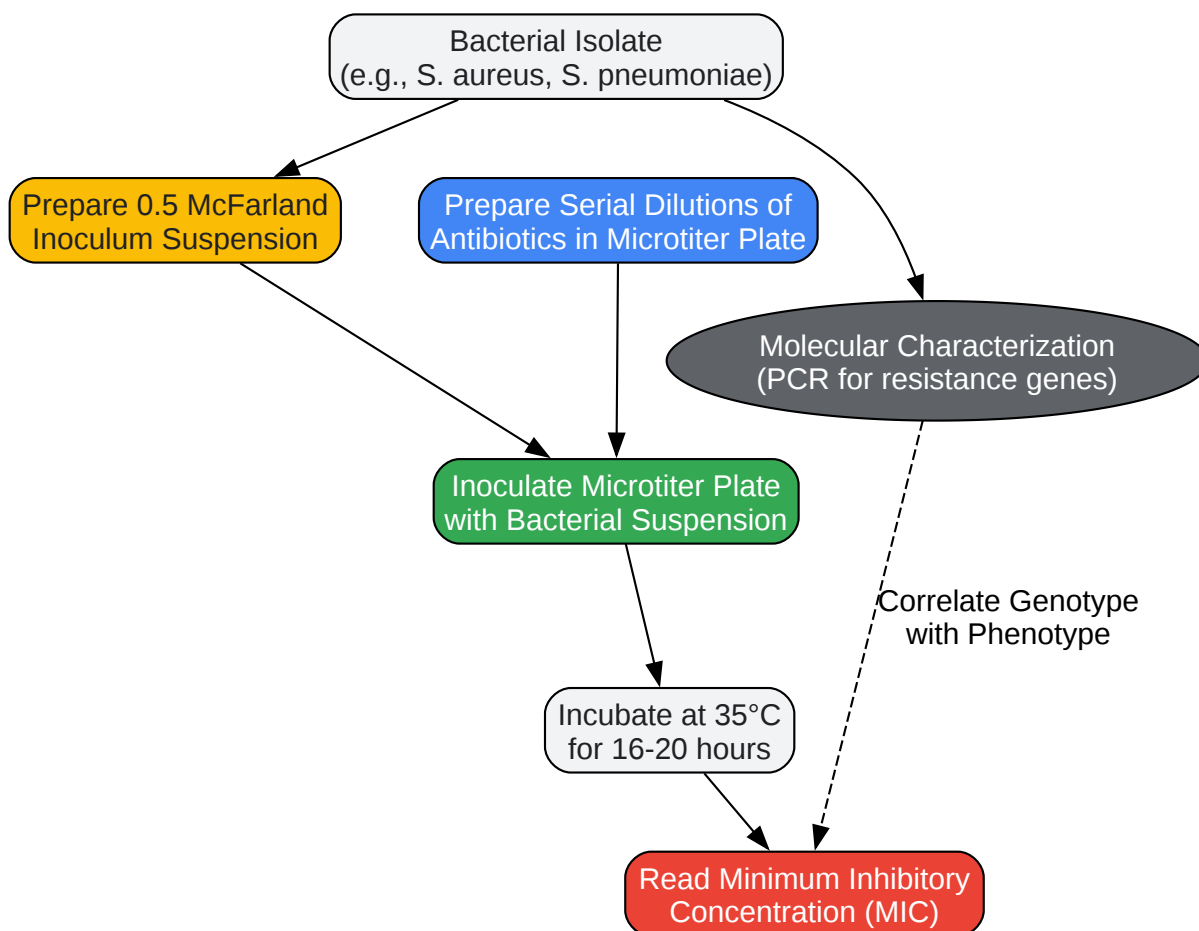 Bacterial Isolate
(e.g., S. aureus, S. pneumoniae)
Prepare 0.5 McFarland
Inoculum Suspension
Prepare Serial Dilutions of
Antibiotics in Microtiter Plate
Molecular Characterization
(PCR for resistance genes)
Inoculate Microtiter Plate
with Bacterial Suspension
Correlate Genotype
with Phenotype
Incubate at 35°C
for 16-20 hours
Read Minimum Inhibitory
Concentration (MIC)